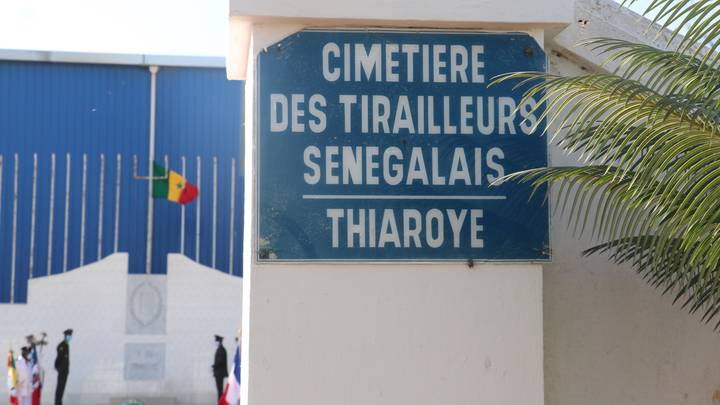 CIMETIERE
DES TIRAILLEURS
SENEGALAIS
THIAROYE